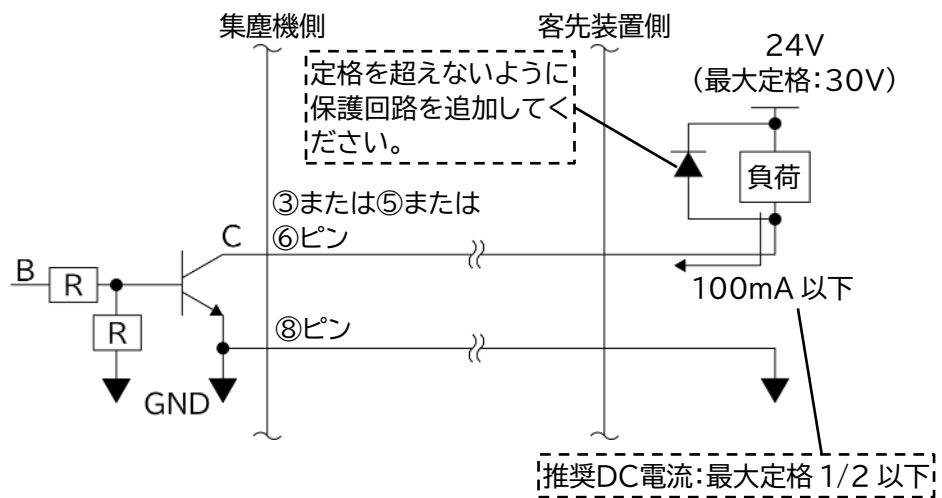 集塵機側
客先装置側
24V
(最大定格：30V)
定格を超えないように
保護回路を追加してく
ださい。
負荷
③または⑤または
⑥ピン
C
B
R
R
100mA 以下
⑧ピン
GND
推奨DC電流：最大定格 1/2 以下